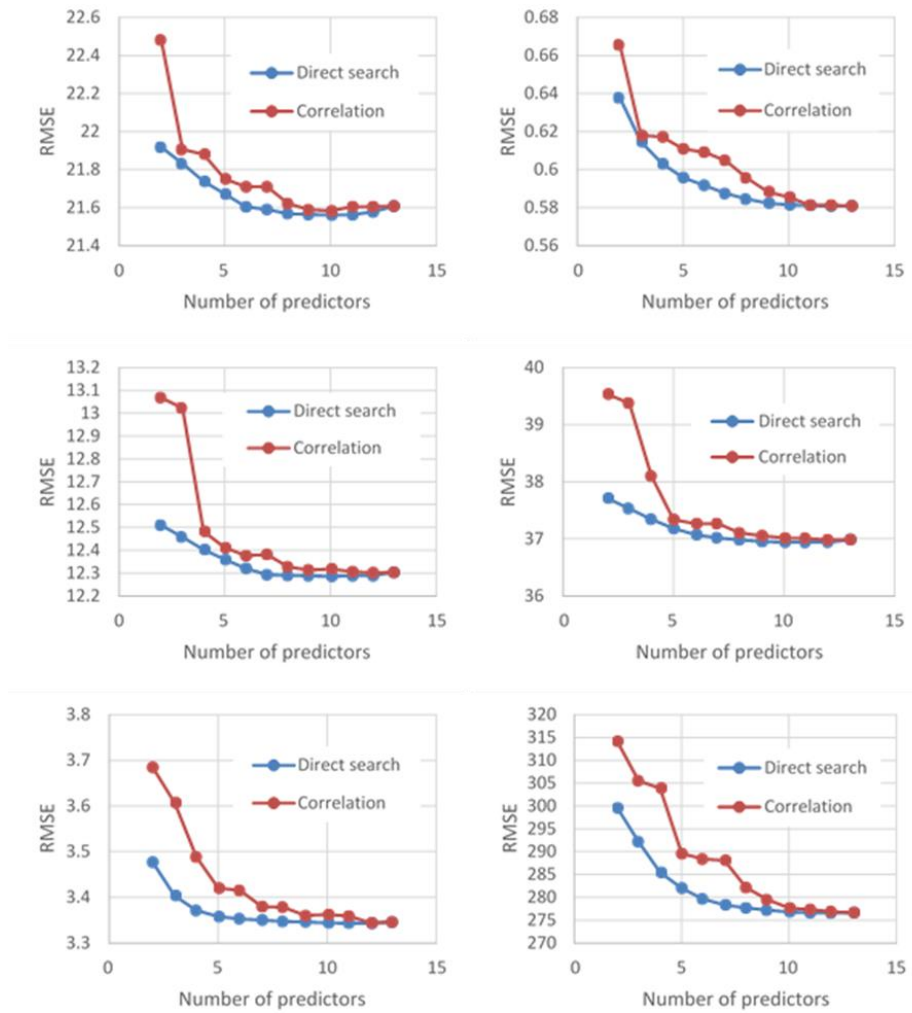 22.6
22.4
22.2
22
21.8
21.6
21.4
RMSE
Direct search
Correlation
0 5 10 15
Number of predictors
0.68
0.66
0.64
0.62
0.6
0.58
0.56
RMSE
Direct search
Correlation
0 5 10 15
Number of predictors
13.2
13.1
13
12.9
12.8
12.7
12.6
12.5
12.4
12.3
12.2
RMSE
Direct search
Correlation
0 5 10 15
Number of predictors
40
39
38
37
36
RMSE
Direct search
Correlation
0 5 10 15
Number of predictors
3.8
3.7
3.6
3.5
3.4
3.3
RMSE
Direct search
Correlation
0 5 10 15
Number of predictors
320
315
310
305
300
295
290
285
280
275
270
RMSE
Direct search
Correlation
0 5 10 15
Number of predictors